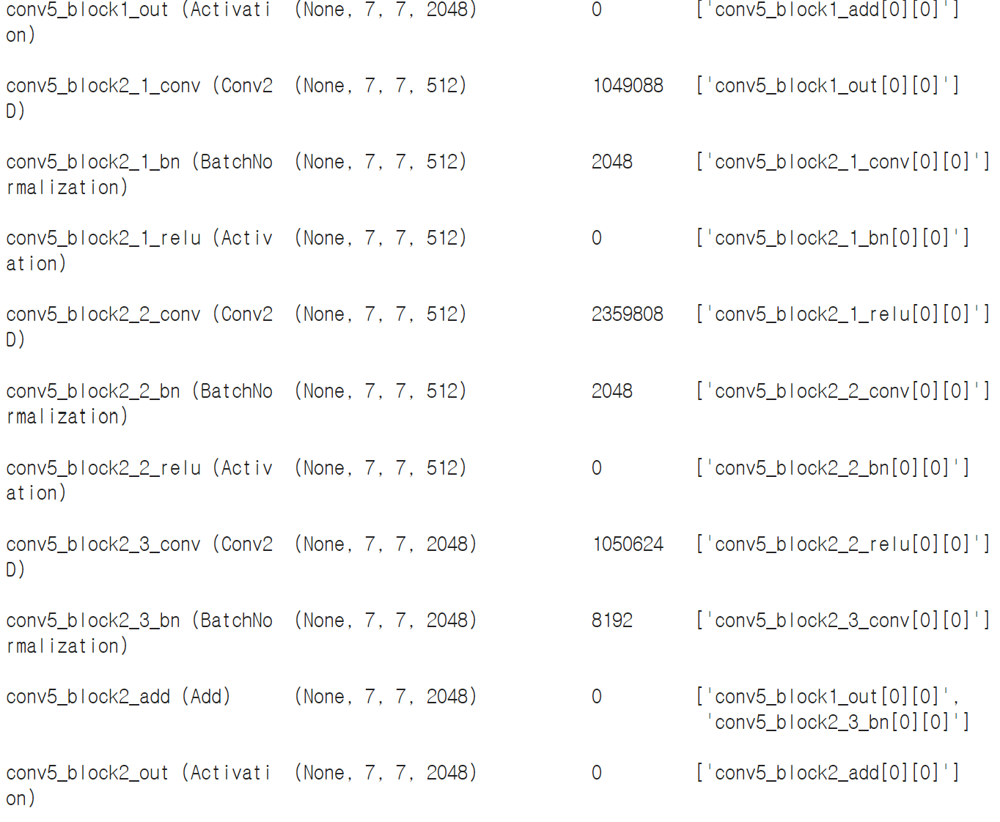 conv5_block1_out (Activati  (None, 7, 7, 2048)  0  ['conv5_block1_add[0][0]']
on)
conv5_block2_1_conv (Conv2  (None, 7, 7, 512)  1049088  ['conv5_block1_out[0][0]']
D)
conv5_block2_1_bn (BatchNo  (None, 7, 7, 512)  2048  ['conv5_block2_1_conv[0][0]']
rmalization)
conv5_block2_1_relu (Activ  (None, 7, 7, 512)  0  ['conv5_block2_1_bn[0][0]']
ation)
conv5_block2_2_conv (Conv2  (None, 7, 7, 512)  2359808  ['conv5_block2_1_relu[0][0]']
D)
conv5_block2_2_bn (BatchNo  (None, 7, 7, 512)  2048  ['conv5_block2_2_conv[0][0]']
rmalization)
conv5_block2_2_relu (Activ  (None, 7, 7, 512)  0  ['conv5_block2_2_bn[0][0]']
ation)
conv5_block2_3_conv (Conv2  (None, 7, 7, 2048)  1050624  ['conv5_block2_2_relu[0][0]']
D)
conv5_block2_3_bn (BatchNo  (None, 7, 7, 2048)  8192  ['conv5_block2_3_conv[0][0]']
rmalization)
conv5_block2_add (Add)  (None, 7, 7, 2048)  0  ['conv5_block1_out[0][0]',
'conv5_block2_3_bn[0][0]']
conv5_block2_out (Activati  (None, 7, 7, 2048)  0  ['conv5_block2_add[0][0]']
on)